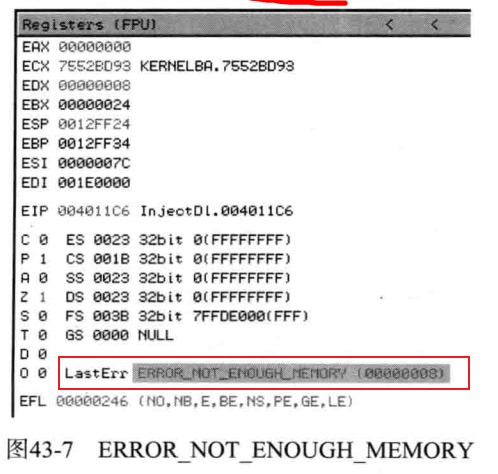 Registers (FPU) < <
EAX 00000000
ECX 7552BD93 KERNELBA.7552BD93
EDX 00000008
EBX 00000024
ESP 0012FF24
EBP 0012FF34
ESI 0000007C
EDI 001E0000
EIP 004011C6 InjectDl.004011C6
C 0 ES 0023 32bit 0(FFFFFFFF)
P 1 CS 001B 32bit 0(FFFFFFFF)
A 0 SS 0023 32bit 0(FFFFFFFF)
Z 1 DS 0023 32bit 0(FFFFFFFF)
S 0 FS 003B 32bit 7FFDE000(FFF)
T 0 GS 0000 NULL
D 0
O 0 LastErr ERROR_NOT_ENOUGH_MEMORY (00000008)
EFL 00000246 (NO,NB,E,BE,NS,PE,GE,LE)
图43-7 ERROR_NOT_ENOUGH_MEMORY